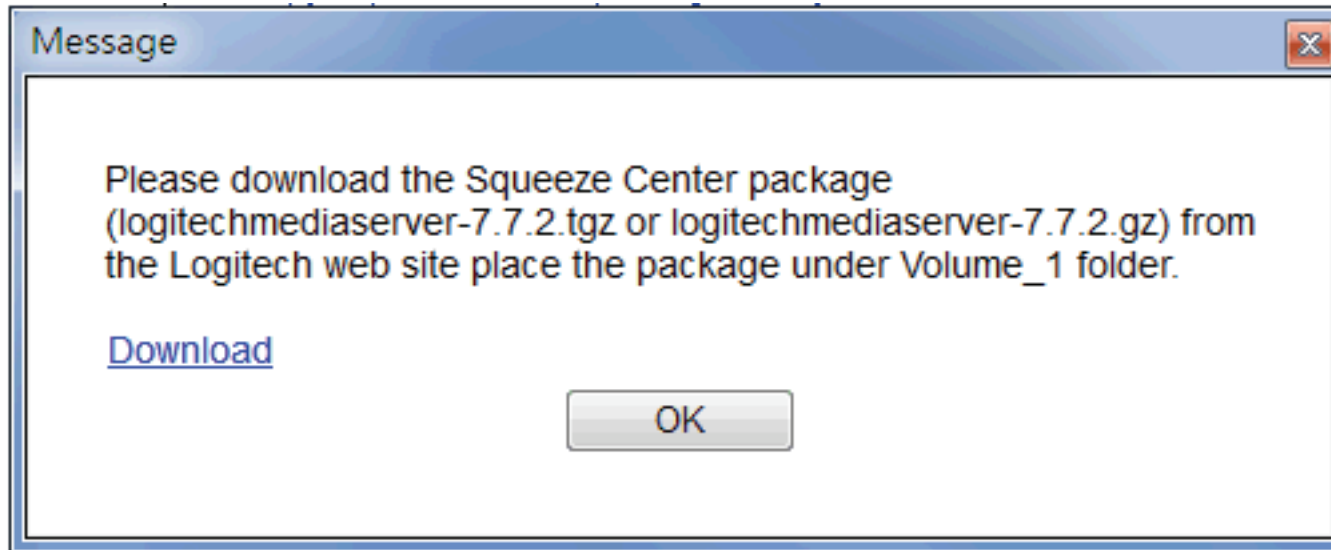 Message
Please download the Squeeze Center package
(logitechmediaserver-7.7.2.tgz or logitechmediaserver-7.7.2.gz) from
the Logitech web site place the package under Volume_1 folder.
Download
OK